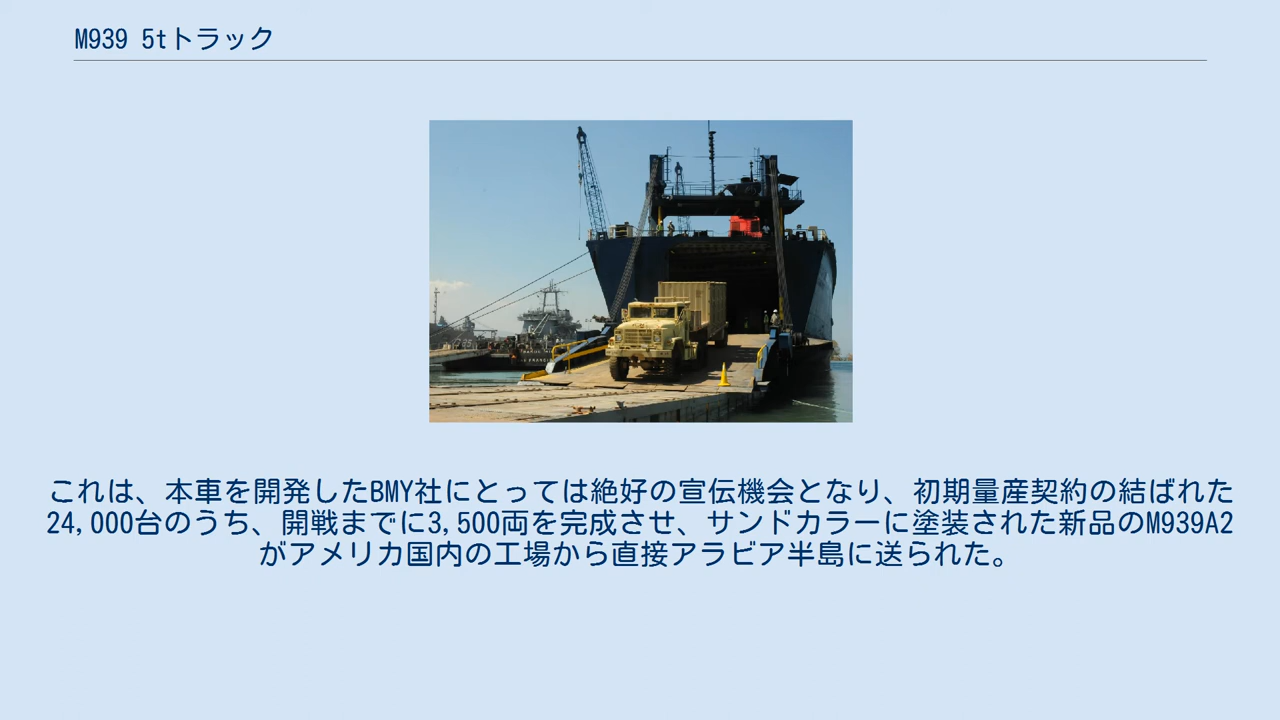 M939 5tトラック
これは、本車を開発したBMY社にとっては絶好の宣伝機会となり、初期量産契約の結ばれた
24,000台のうち、開戦までに3,500両を完成させ、サンドカラーに塗装された新品のM939A2
がアメリカ国内の工場から直接アラビア半島に送られた。